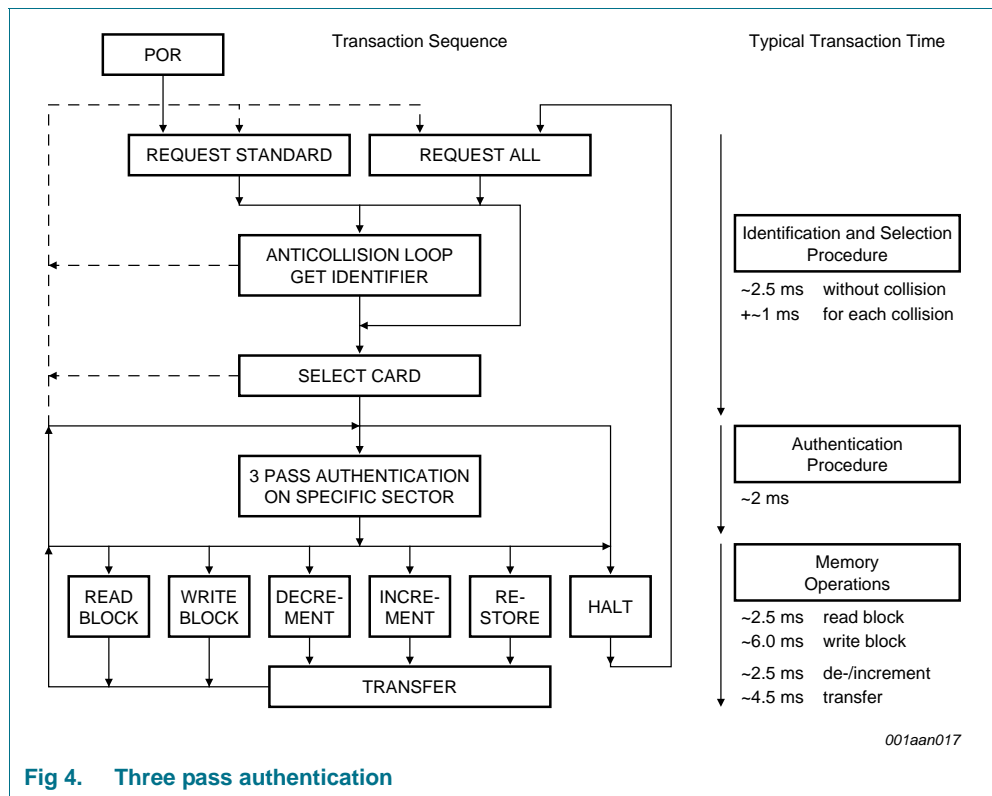 Transaction Sequence
Typical Transaction Time
POR
REQUEST STANDARD
REQUEST ALL
ANTICOLLISION LOOP
GET IDENTIFIER
SELECT CARD
3 PASS AUTHENTICATION
ON SPECIFIC SECTOR
READ
BLOCK
WRITE
BLOCK
DECRE-
MENT
INCRE-
MENT
RE-
STORE
HALT
TRANSFER
Identification and Selection
Procedure
~2.5 ms without collision
+~1 ms for each collision
Authentication
Procedure
~2 ms
Memory
Operations
~2.5 ms read block
~6.0 ms write block
~2.5 ms de-/increment
~4.5 ms transfer
001aan017
Fig 4. Three pass authentication